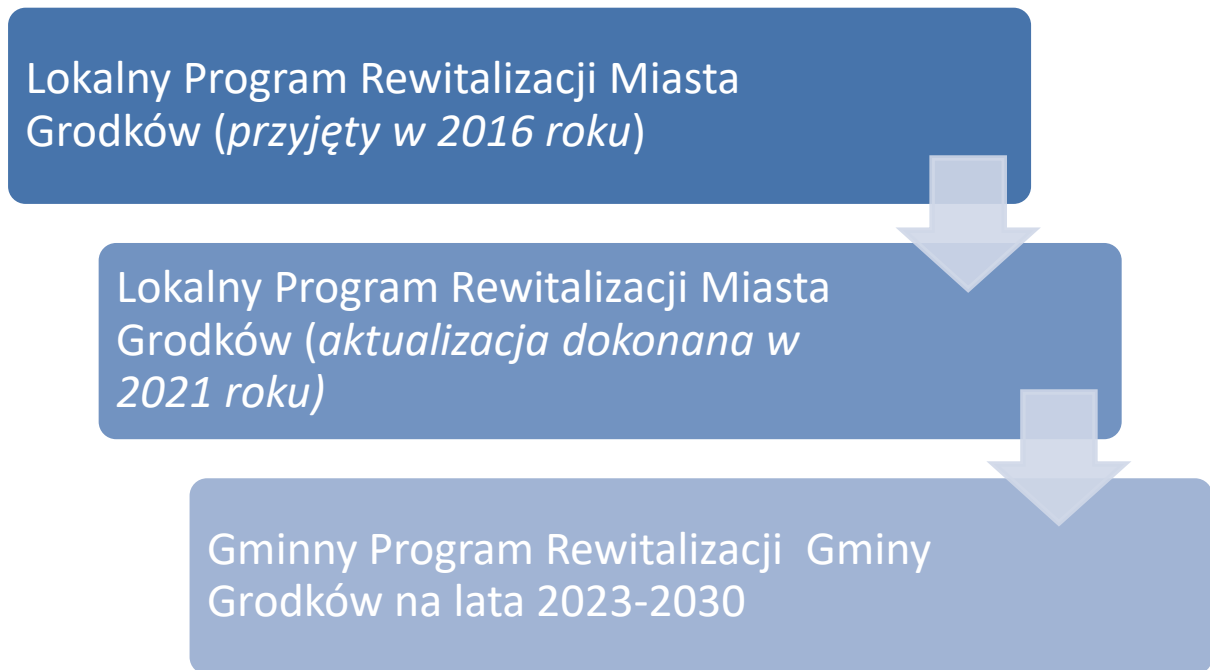 Lokalny Program Rewitalizacji Miasta
Grodków (przyjęty w 2016 roku)
Lokalny Program Rewitalizacji Miasta
Grodków (aktualizacja dokonana w
2021 roku)
Gminny Program Rewitalizacji  Gminy
Grodków na lata 2023-2030